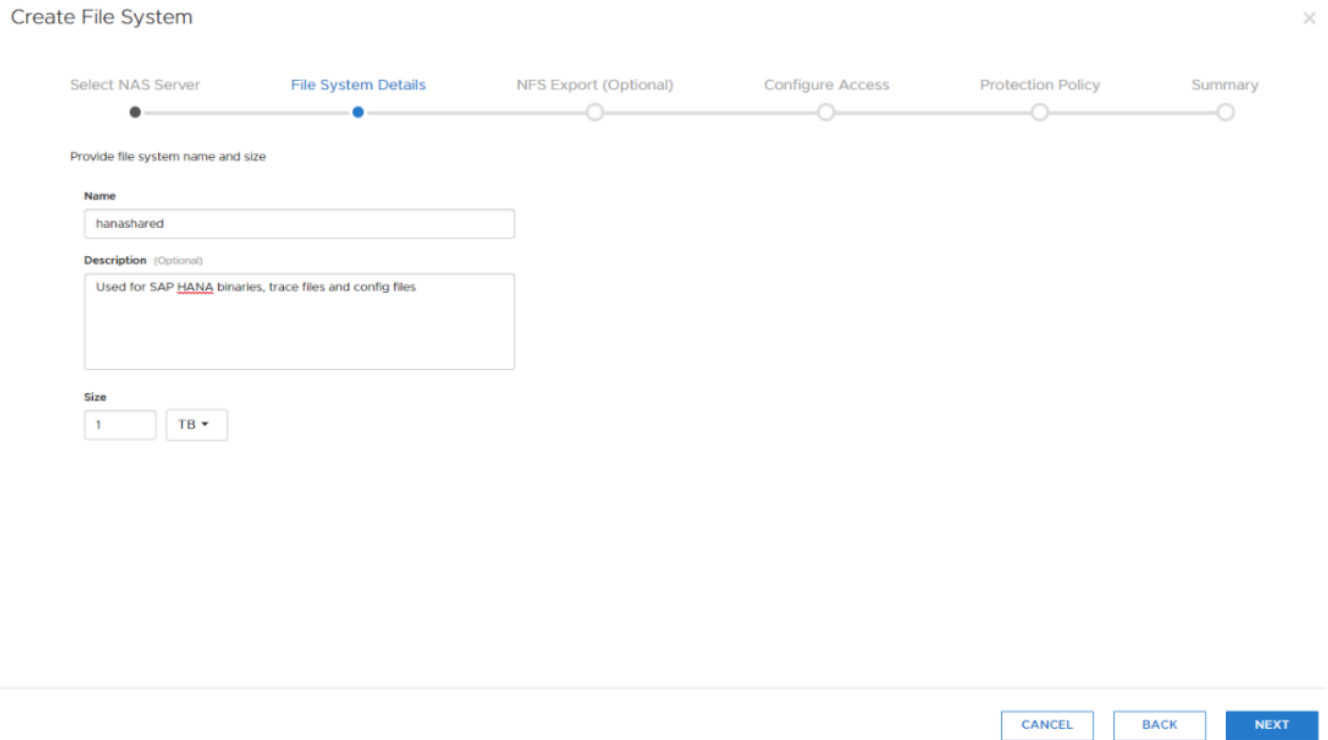 Create File System
Select NAS Server
File System Details
NFS Export (Optional)
Configure Access
Protection Policy
Summary
Provide file system name and size
Name
hanashared
Description (Optional)
Used for SAP HANA binaries, trace files and config files
Size
1 TB
CANCEL BACK NEXT